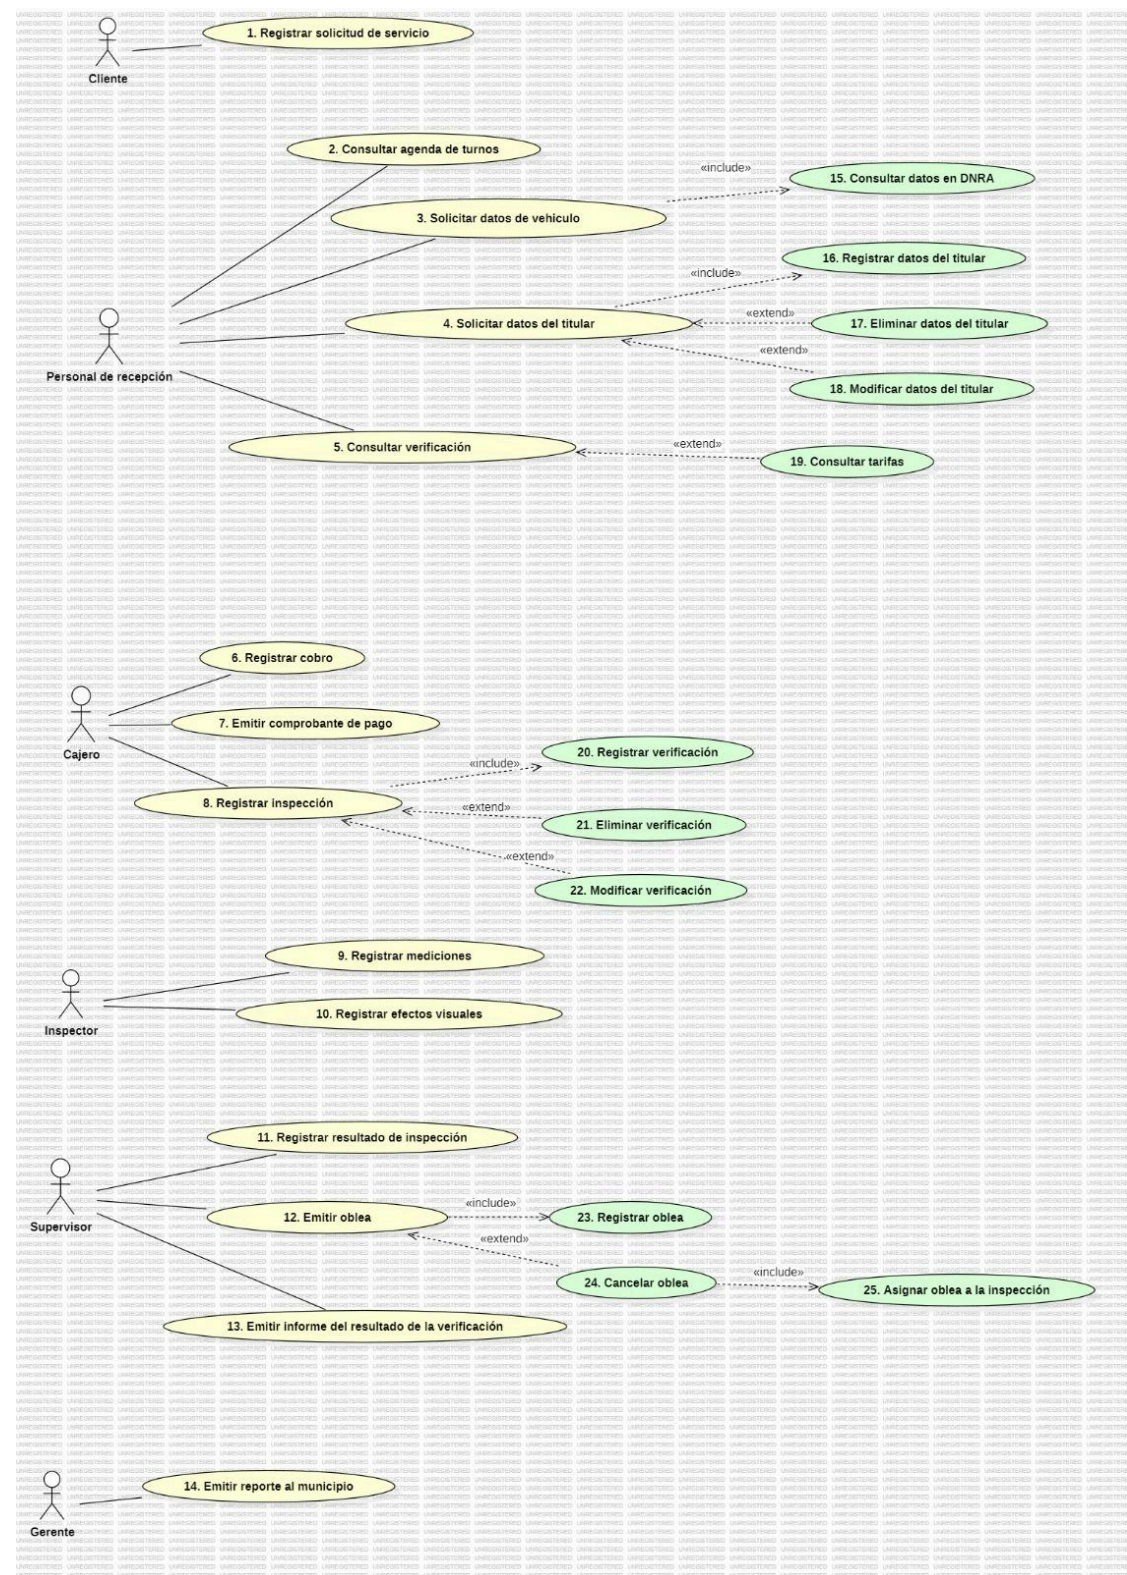 1. Registrar solicitud de servicio
Cliente
2. Consultar agenda de turnos
«include»
15. Consultar datos en DNRA
3. Solicitar datos de vehiculo
16. Registrar datos del titular
«include»
«extend»
4. Solicitar datos del titular
17. Eliminar datos del titular
«extend»
Personal de recepción
18. Modificar datos del titular
«extend»
5. Consultar verificación
19. Consultar tarifas
6. Registrar cobro
7. Emitir comprobante de pago
Cajero
20. Registrar verificación
«include»
8. Registrar inspección
«extend»
21. Eliminar verificación
«extend»
22. Modificar verificación
9. Registrar mediciones
10. Registrar efectos visuales
Inspector
11. Registrar resultado de inspección
«include»
12. Emitir oblea
23. Registrar oblea
Supervisor
«extend»
«include»
24. Cancelar oblea
25. Asignar oblea a la inspección
13. Emitir informe del resultado de la verificación
14. Emitir reporte al municipio
Gerente
UNREGISTERED